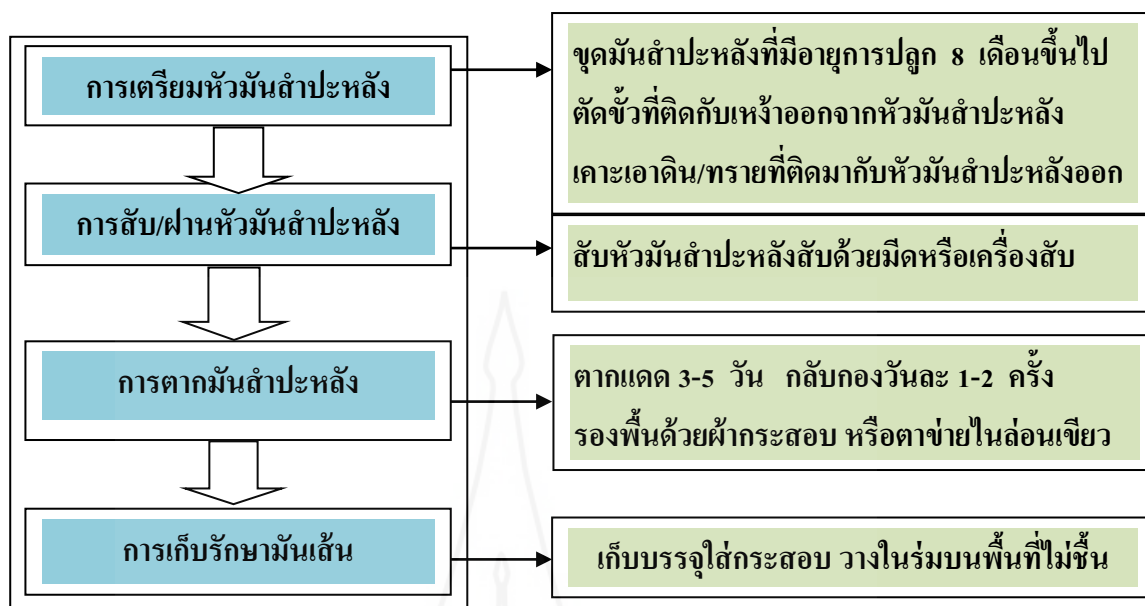 การเตรียมหัวมันสำปะหลัง
ขุดมันสำปะหลังที่มีอายุการปลูก 8 เดือนขึ้นไป
ตัดขั้วที่ติดกับเหง้าออกจากหัวมันสำปะหลัง
เคาะเอาดิน/ทรายที่ติดมากับหัวมันสำปะหลังออก
การสับ/ฝานหัวมันสำปะหลัง
สับหัวมันสำปะหลังสับด้วยมีดหรือเครื่องสับ
การตากมันสำปะหลัง
ตากแดด 3-5 วัน กลับกองวันละ 1-2 ครั้ง
รองพื้นด้วยผ้ากระสอบ หรือตาข่ายไนล่อนเขียว
การเก็บรักษามันเส้น
เก็บบรรจุใส่กระสอบ วางในร่มบนพื้นที่ไม่ชื้น